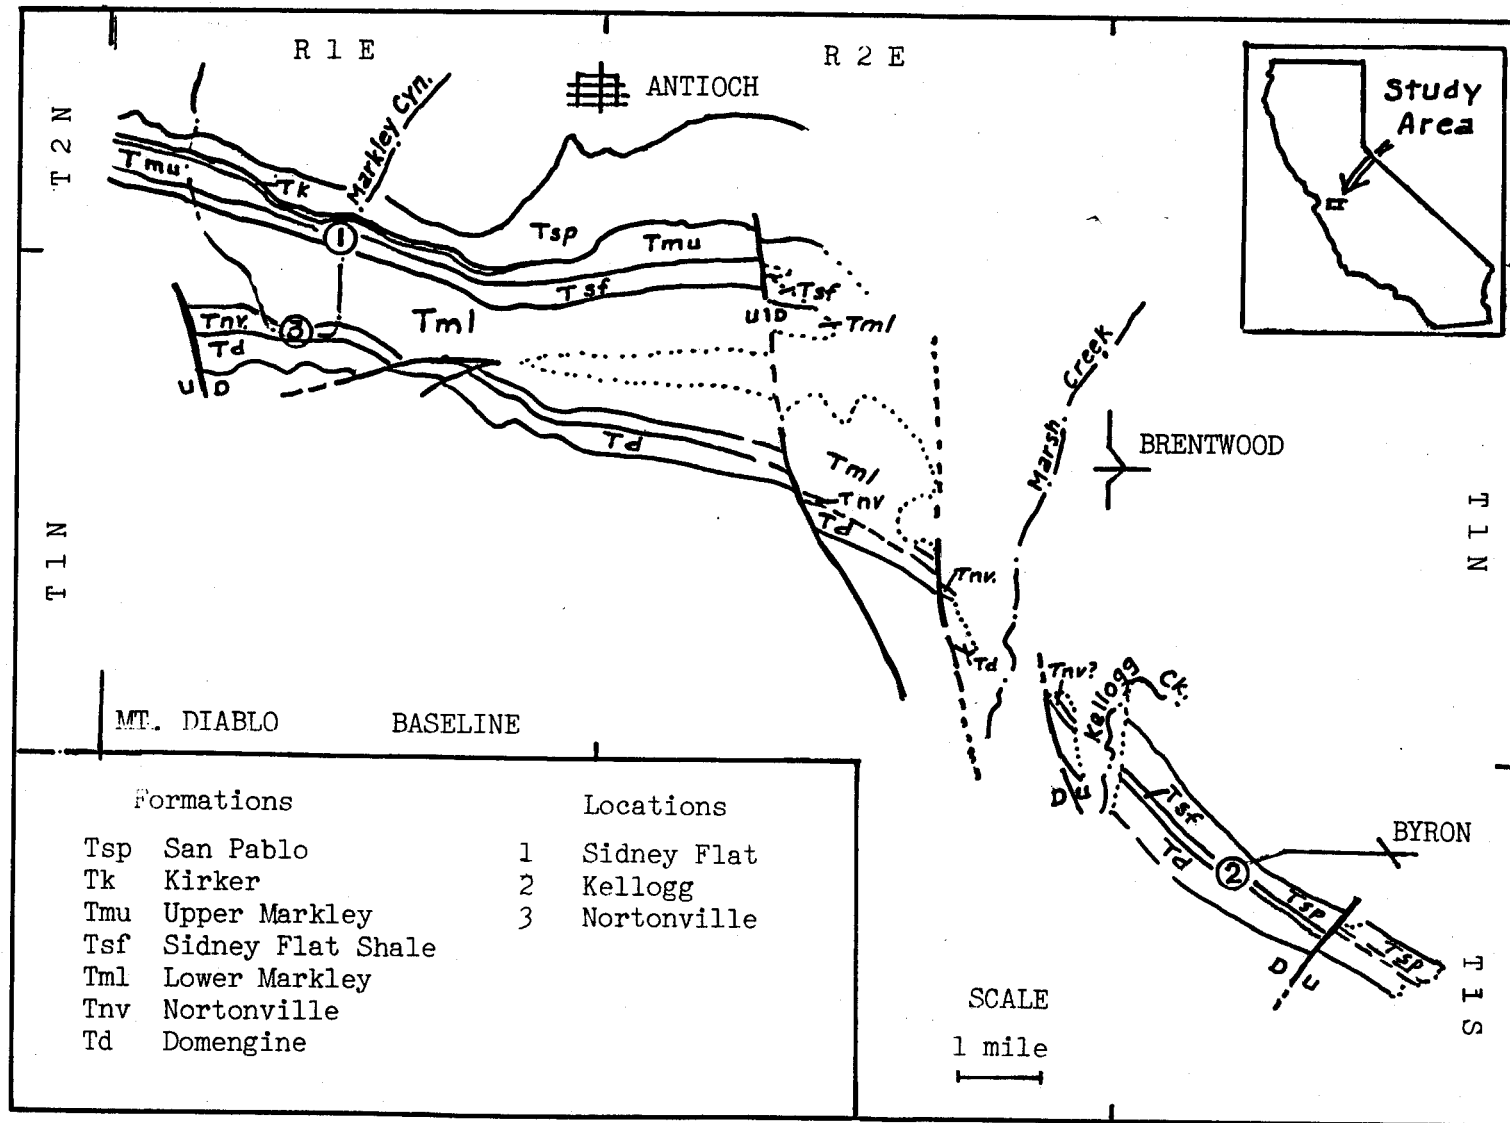 R 1 E
R 2 E
ANTIOCH
Study
Area
T 2 N
Markley Cyn.
Tmu
Tk
1
Tsp
Tmu
Tsf
Tsf
U D
Tml
Tml
Tnv.
3
Td
U D
Creek
Marsh
BRENTWOOD
Td
Tml
Tnv
Td
T 1 N
T 1 N
Tnv.
Td
Tnv?
Kellogg Ck.
MT. DIABLO BASELINE
D U
Tsf
Td
BYRON
2
Tsp
Tsp
D U
T 1 S
Formations
Tsp San Pablo
Tk Kirker
Tmu Upper Markley
Tsf Sidney Flat Shale
Tml Lower Markley
Tnv Nortonville
Td Domengine
Locations
1 Sidney Flat
2 Kellogg
3 Nortonville
SCALE
1 mile